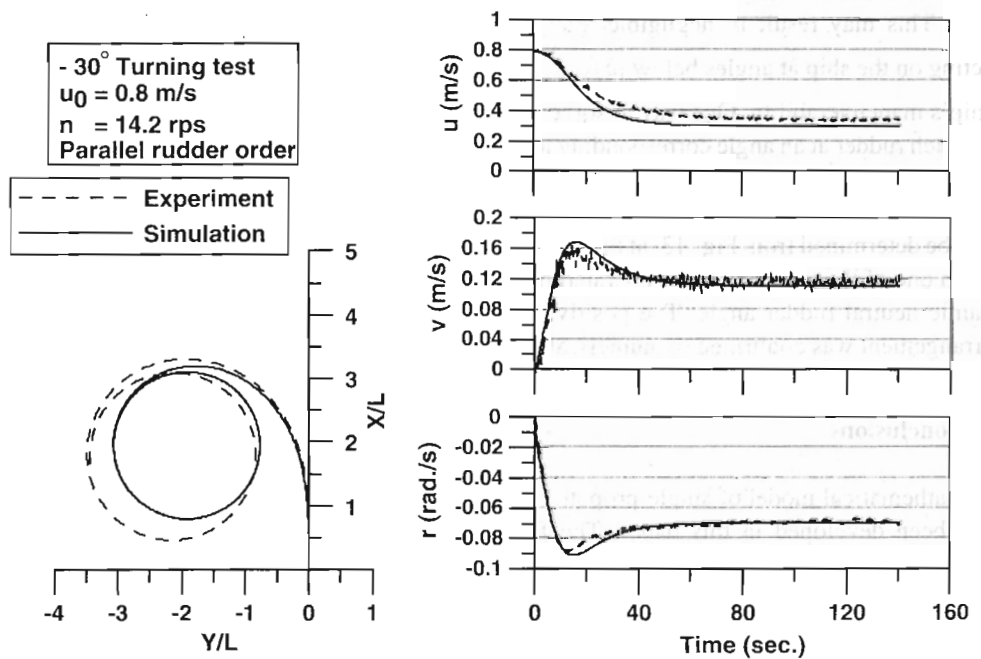 - 30° Turning test
u0 = 0.8 m/s
n = 14.2 rps
Parallel rudder order
Experiment
Simulation
5
4
3
2
1
X/L
-4 -3 -2 -1 0 1
Y/L
1
0.8
0.6
0.4
0.2
0
u (m/s)
0.2
0.16
0.12
0.08
0.04
0
v (m/s)
0
-0.02
-0.04
-0.06
-0.08
-0.1
r (rad./s)
0 40 80 120 160
Time (sec.)